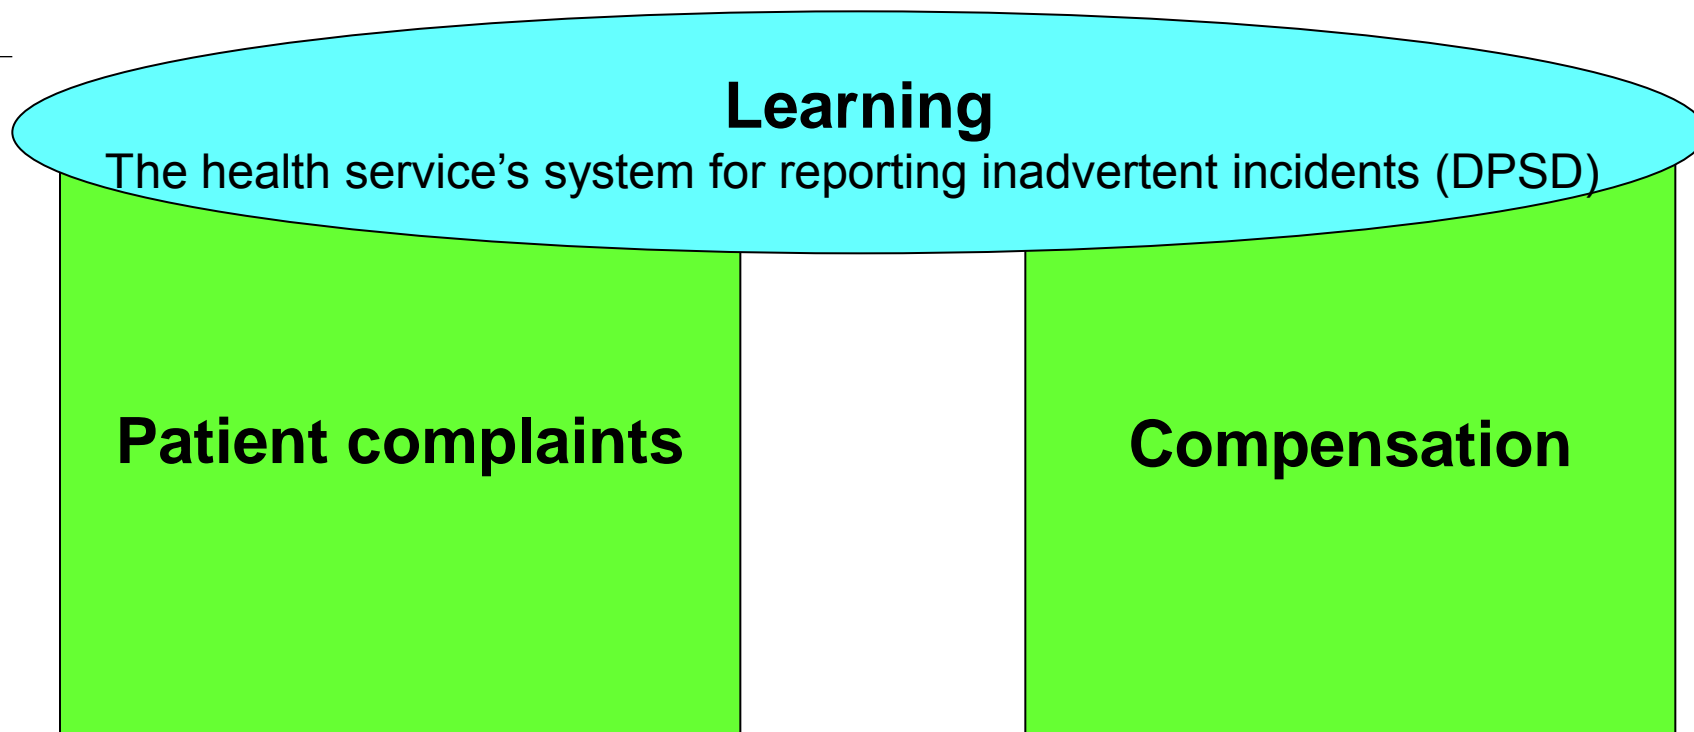 Learning
The health service’s system for reporting inadvertent incidents (DPSD)
Patient complaints
Compensation